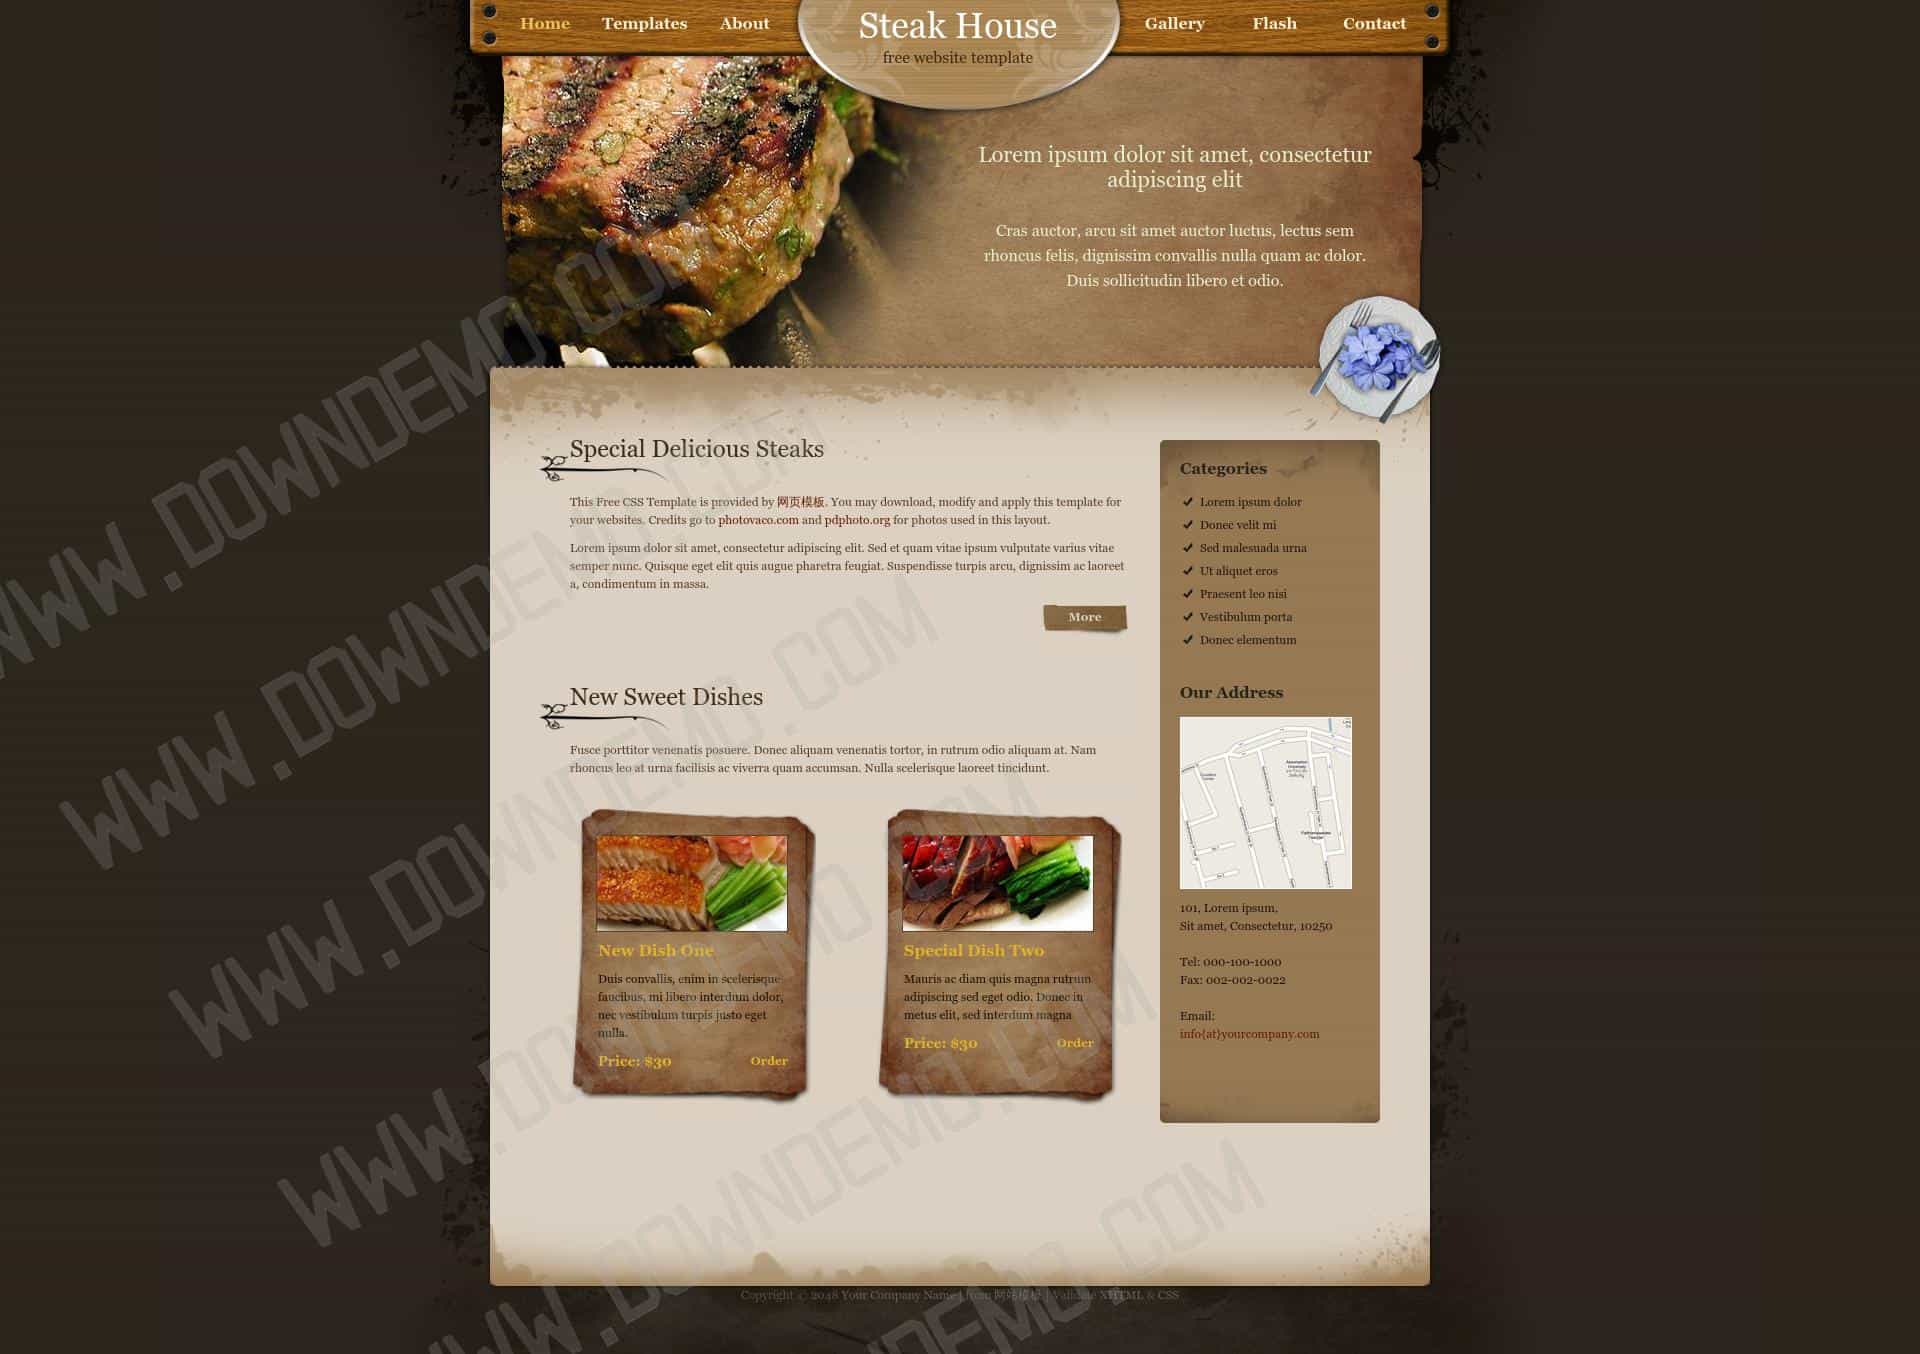 Home Templates About Gallery Flash Contact
Steak House
free website template
Lorem ipsum dolor sit amet, consectetur
adipiscing elit
Cras auctor, arcu sit amet auctor luctus, lectus sem
rhoncus felis, dignissim convallis nulla quam ac dolor.
Duis sollicitudin libero et odio.
Special Delicious Steaks
This Free CSS Template is provided by 网页模板. You may download, modify and apply this template for
your websites. Credits go to photovaco.com and pdphoto.org for photos used in this layout.
Lorem ipsum dolor sit amet, consectetur adipiscing elit. Sed et quam vitae ipsum vulputate varius vitae
semper nunc. Quisque eget elit quis augue pharetra feugiat. Suspendisse turpis arcu, dignissim ac laoreet
a, condimentum in massa.
More
New Sweet Dishes
Fusce porttitor venenatis posuere. Donec aliquam venenatis tortor, in rutrum odio aliquam at. Nam
rhoncus leo at urna facilisis ac viverra quam accumsan. Nulla scelerisque laoreet tincidunt.
New Dish One
Duis convallis, enim in scelerisque
faucibus, mi libero interdum dolor,
nec vestibulum turpis justo eget
nulla.
Price: $30 Order
Special Dish Two
Mauris ac diam quis magna rutrum
adipiscing sed eget odio. Donec in
metus elit, sed interdum magna
Price: $30 Order
Categories
Lorem ipsum dolor
Donec velit mi
Sed malesuada urna
Ut aliquet eros
Praesent leo nisi
Vestibulum porta
Donec elementum
Our Address
101, Lorem ipsum,
Sit amet, Consectetur, 10250
Tel: 000-100-1000
Fax: 002-002-0022
Email:
info{at}yourcompany.com
Copyright © 2048 Your Company Name | from 网站模板 | Validate XHTML & CSS
WWW.DOWNDEMO.COM
WWW.DOWNDEMO.COM
WWW.DOWNDEMO.COM
WWW.DOWNDEMO.COM
WWW.DOWNDEMO.COM